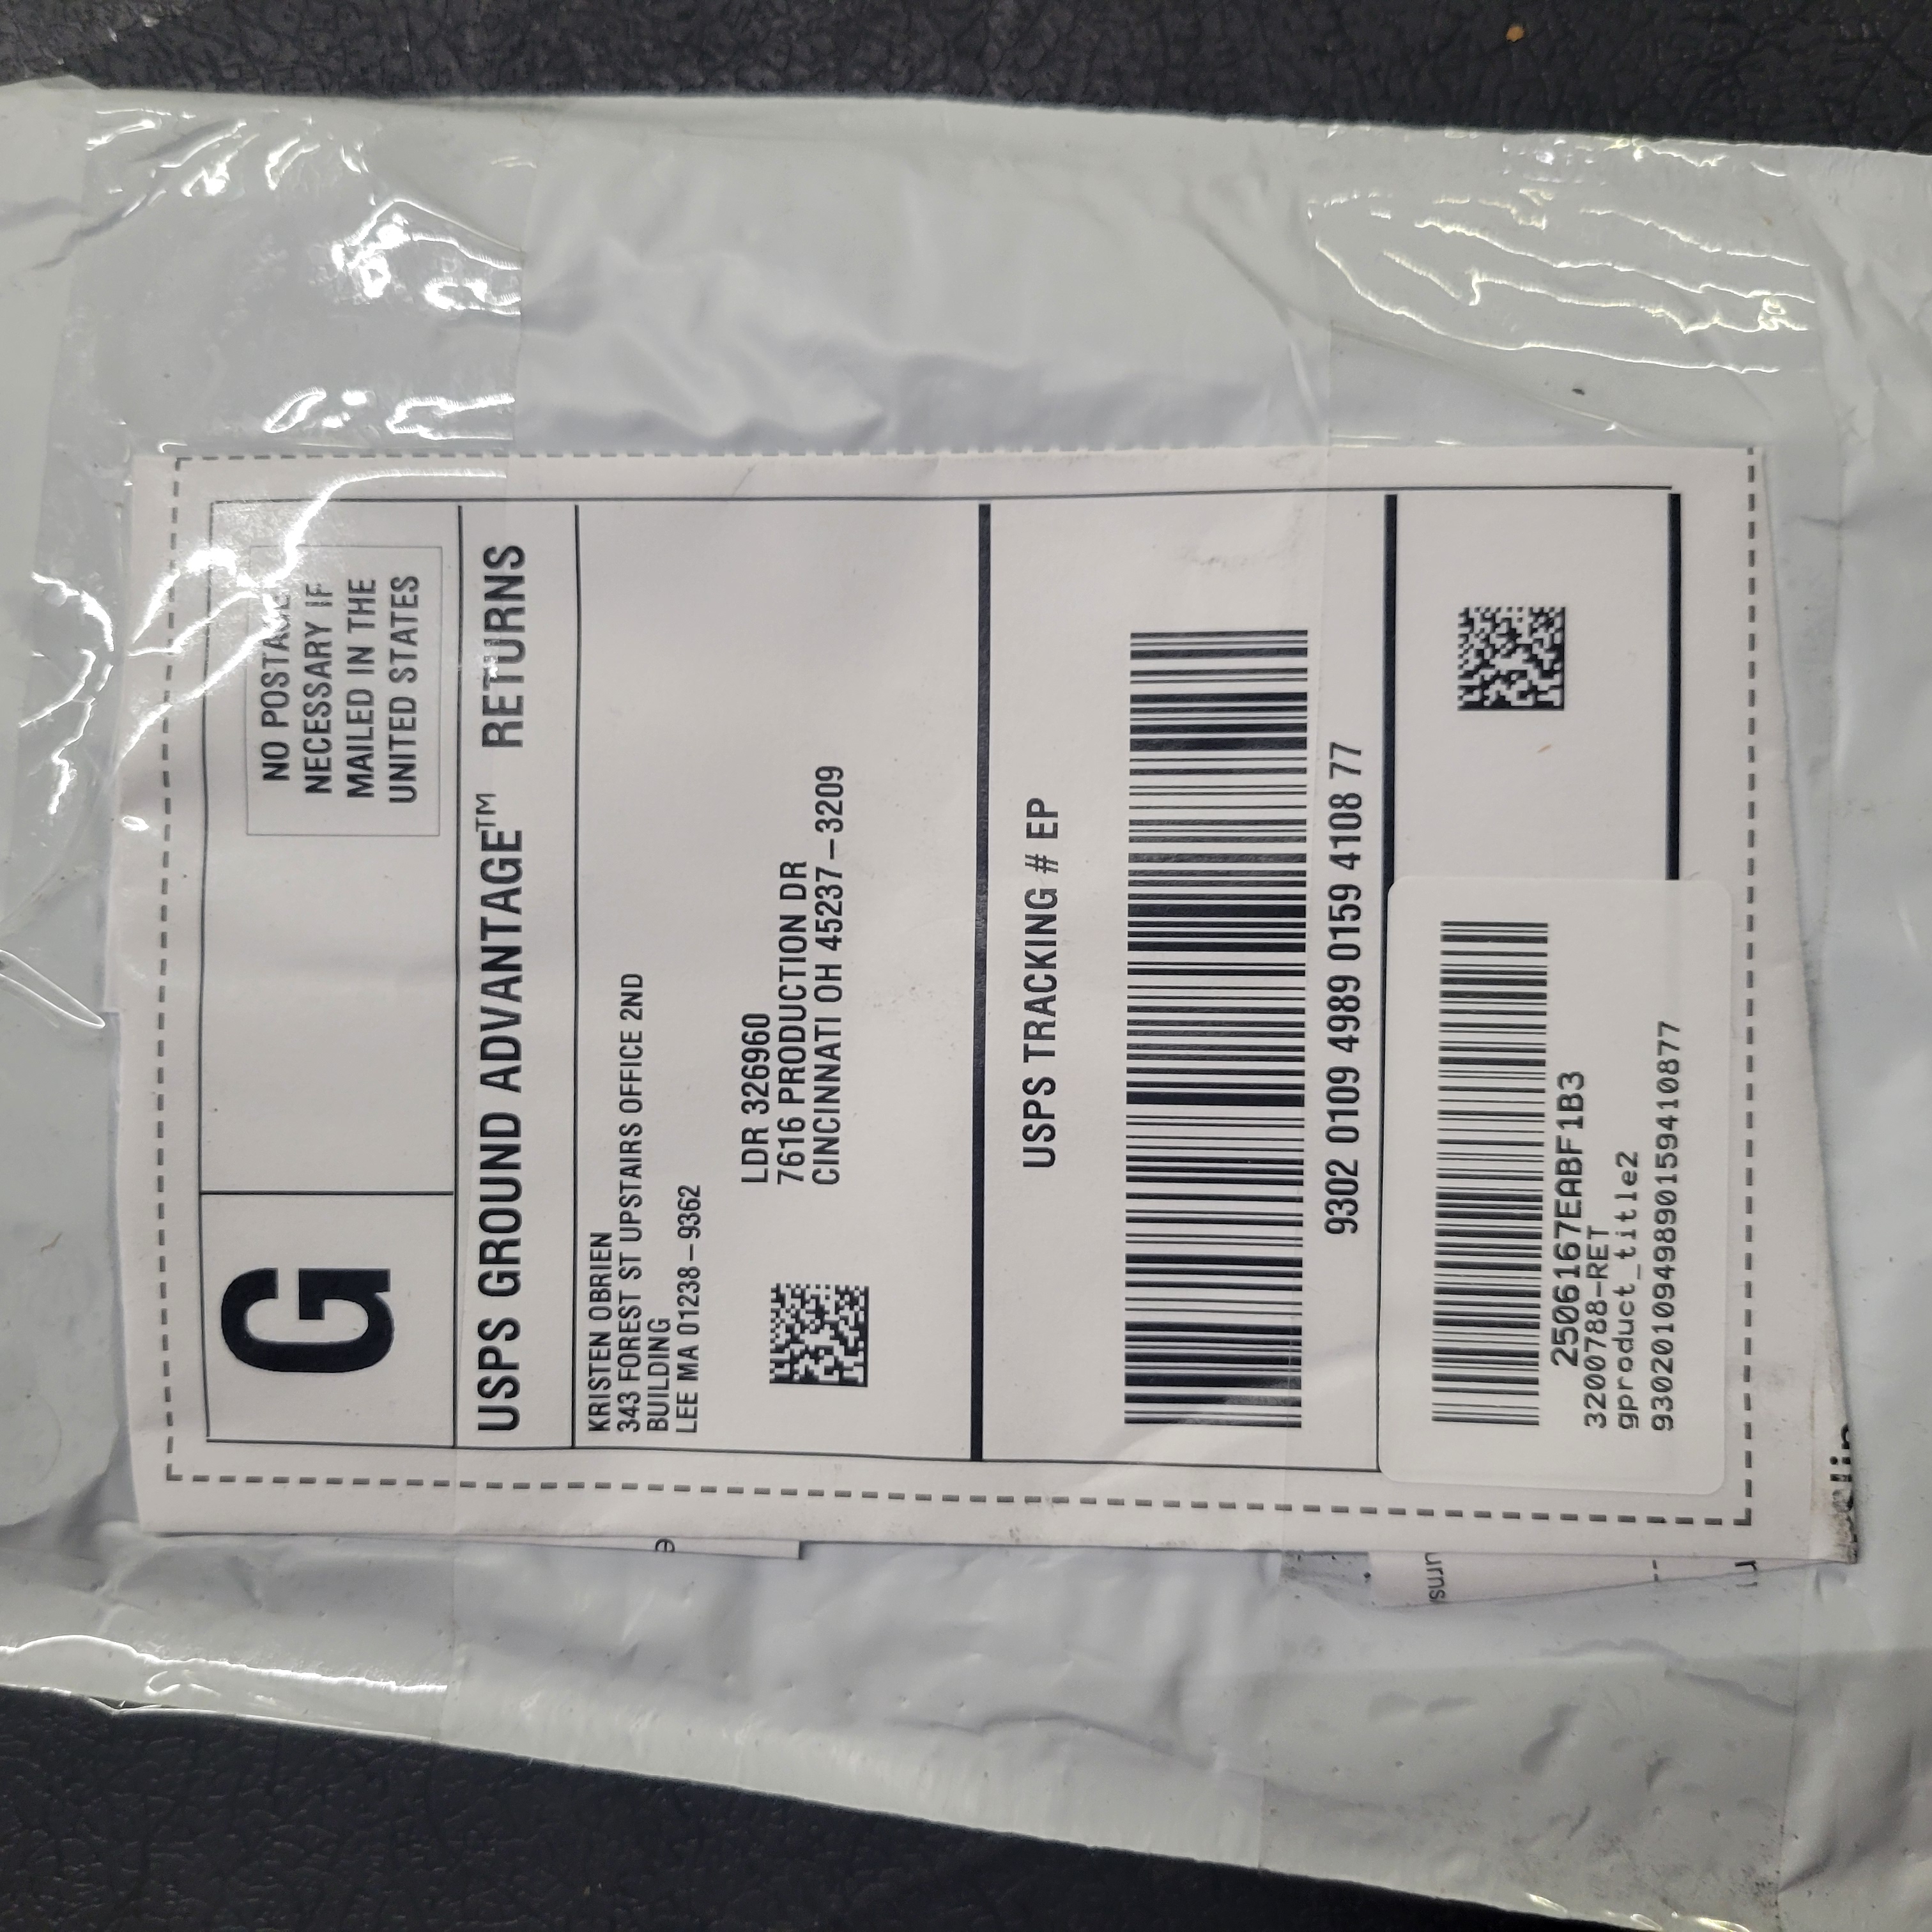 G
NO POSTAGE
NECESSARY IF
MAILED IN THE
UNITED STATES
USPS GROUND ADVANTAGE™ RETURNS
KRISTEN OBRIEN
343 FOREST ST UPSTAIRS OFFICE 2ND
BUILDING
LEE MA 01238-9362
LDR 326960
7616 PRODUCTION DR
CINCINNATI OH 45237-3209
USPS TRACKING # EP
9302 0109 4989 0159 4108 77
2506167EABF1B3
3200788-RET
gproduct_title2
9302010949890159410877